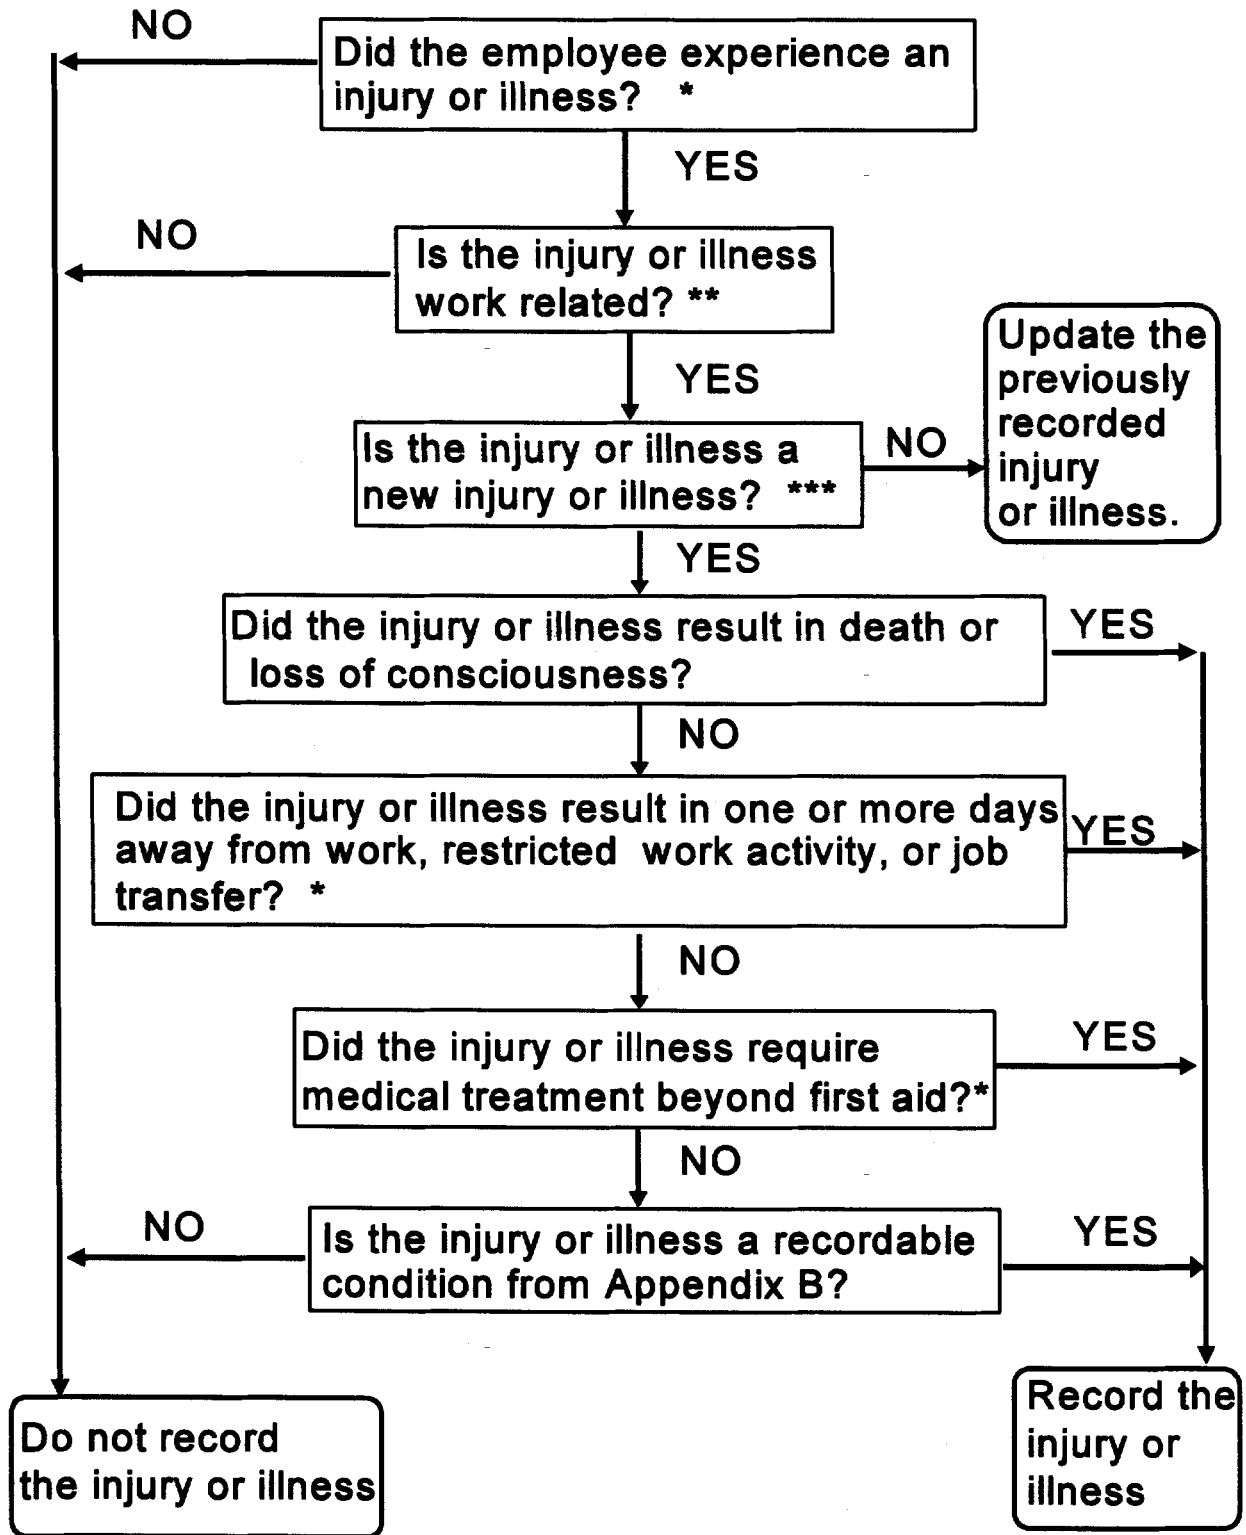 NO
Did the employee experience an
injury or illness? *
YES
NO
Is the injury or illness
work related? **
YES
Update the
previously
recorded
injury
or illness.
Is the injury or illness a
new injury or illness? ***
NO
YES
Did the injury or illness result in death or
loss of consciousness?
YES
NO
Did the injury or illness result in one or more days
away from work, restricted work activity, or job
transfer? *
YES
NO
Did the injury or illness require
medical treatment beyond first aid?*
YES
NO
NO
Is the injury or illness a recordable
condition from Appendix B?
YES
Do not record
the injury or illness
Record the
injury or
illness